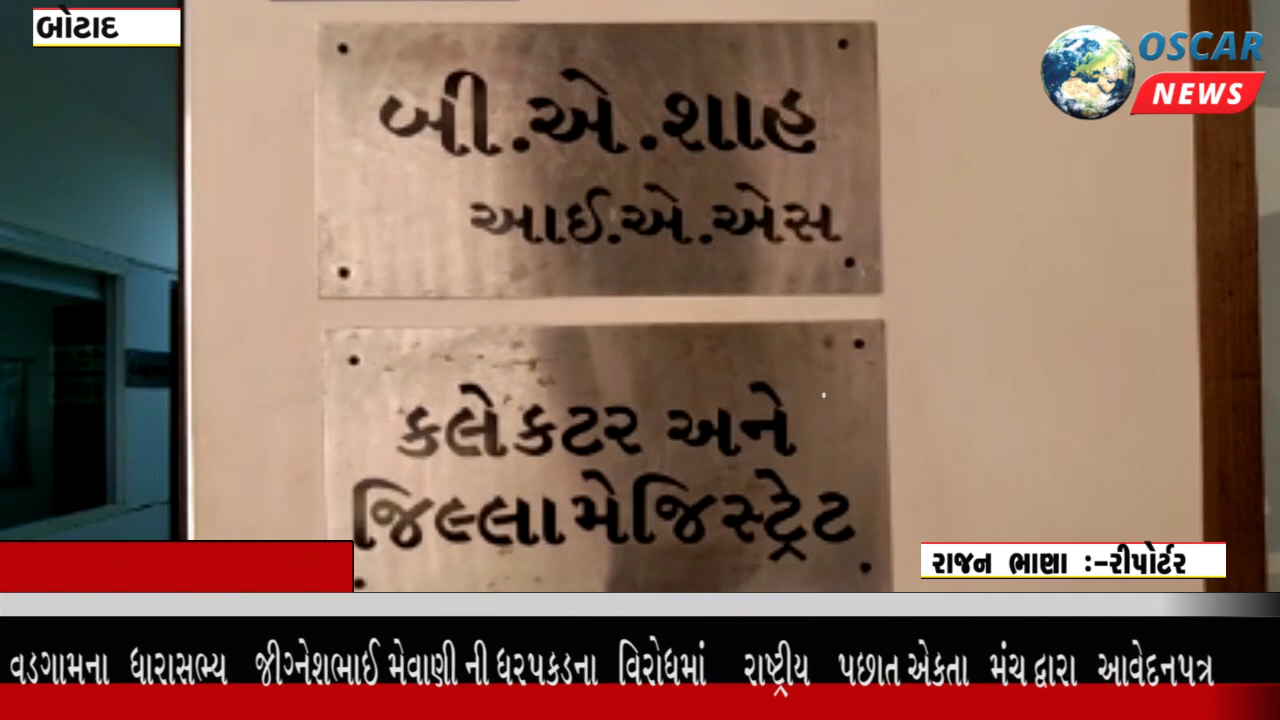 બોટાદ
OSCAR
NEWS
બી.એ.શાહ
આઈ.એ.એસ
કલેકટર અને
જિલ્લામેજિસ્ટ્રેટ
રાજન ભાણા :-રીપોર્ટર
વડગામના ધારાસભ્ય જીગ્નેશભાઈ મેવાણી ની ધરપકડના વિરોધમાં રાષ્ટ્રીય પછાત એકતા મંચ દ્વારા આવેદનપત્ર